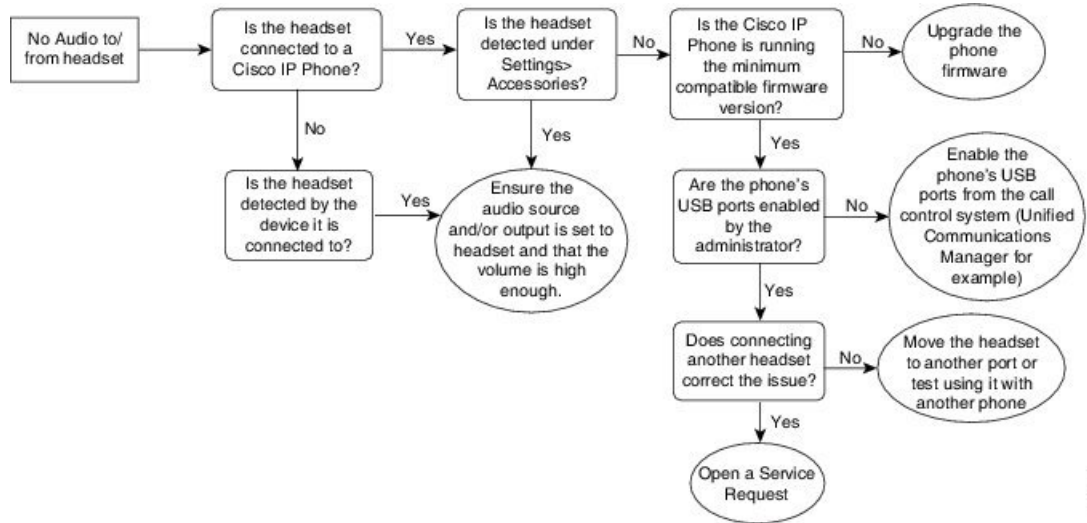 No Audio to/
from headset
Is the headset
connected to a
Cisco IP Phone?
Yes
Is the headset
detected under
Settings>
Accessories?
No
Is the Cisco IP
Phone is running
the minimum
compatible firmware
version?
No
Upgrade the
phone
firmware
No
Yes
Yes
Is the headset
detected by the
device it is
connected to?
Yes
Ensure the
audio source
and/or output is set to
headset and that the
volume is high
enough.
Are the phone's
USB ports enabled
by the
administrator?
No
Enable the
phone's USB
ports from the call
control system (Unified
Communications
Manager for
example)
Yes
Does connecting
another headset
correct the issue?
No
Move the headset
to another port or
test using it with
another phone
Yes
Open a Service
Request